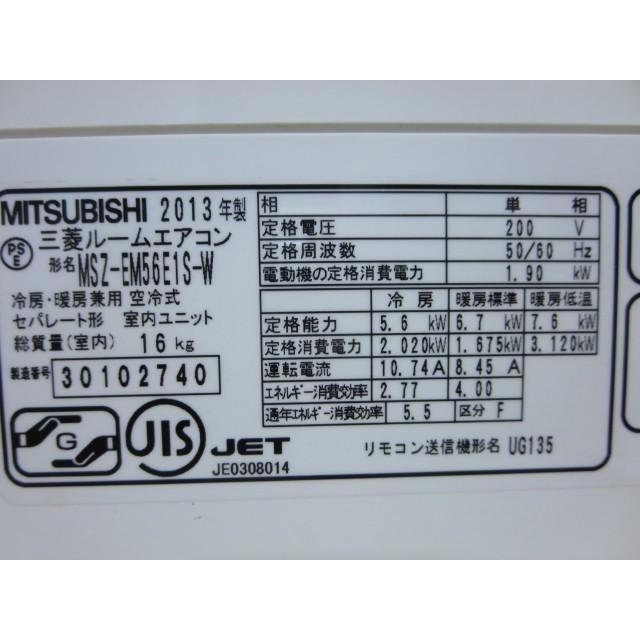 MITSUBISHI 2013年製
PS
E
三菱ルームエアコン
形名 MSZ-EM56E1S-W
冷房・暖房兼用 空冷式
セパレート形 室内ユニット
総質量(室内) 16kg
製造番号 30102740
G
JIS
JET
JE0308014
相 単相
定格電圧 200 V
定格周波数 50/60 Hz
電動機の定格消費電力 1.90 kW
冷房 暖房標準 暖房低温
定格能力 5.6 kW 6.7 kW 7.6 kW
定格消費電力 2.020kW 1.675kW 3.120kW
運転電流 10.74A 8.45 A
エネルギー消費効率 2.77 4.00
通年エネルギー消費効率 5.5 区分 F
リモコン送信機形名 UG135